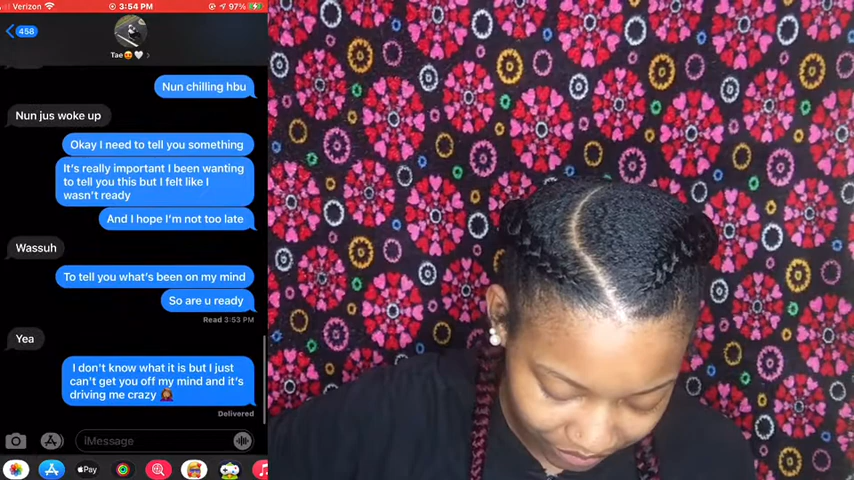 Verizon 3:54 PM 97%
458
Tae😍🤍 >
Nun chilling hbu
Nun jus woke up
Okay I need to tell you something
It's really important I been wanting
to tell you this but I felt like I
wasn't ready
And I hope I'm not too late
Wassuh
To tell you what's been on my mind
So are u ready
Read 3:53 PM
Yea
I don't know what it is but I just
can't get you off my mind and it's
driving me crazy 🤦🏾‍♀️
Delivered
iMessage
Pay